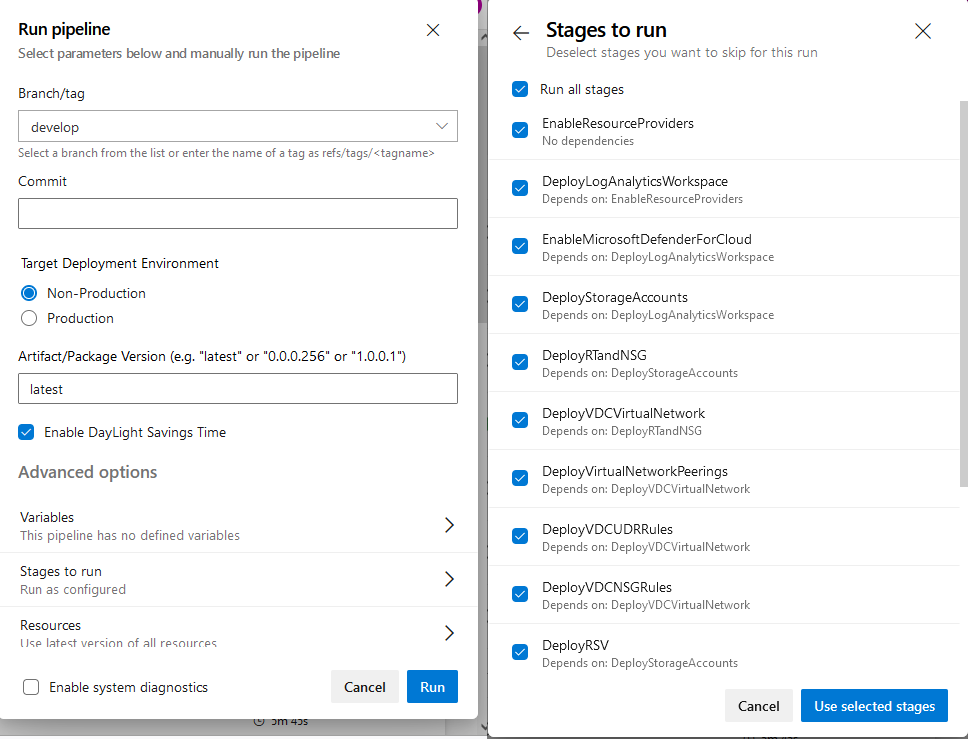 Run pipeline
Select parameters below and manually run the pipeline
Branch/tag
develop
Select a branch from the list or enter the name of a tag as refs/tags/<tagname>
Commit
Target Deployment Environment
Non-Production
Production
Artifact/Package Version (e.g. "latest" or "0.0.0.256" or "1.0.0.1")
latest
Enable DayLight Savings Time
Advanced options
Variables
This pipeline has no defined variables
Stages to run
Run as configured
Resources
Use latest version of all resources
Enable system diagnostics
Cancel
Run
Stages to run
Deselect stages you want to skip for this run
Run all stages
EnableResourceProviders
No dependencies
DeployLogAnalyticsWorkspace
Depends on: EnableResourceProviders
EnableMicrosoftDefenderForCloud
Depends on: DeployLogAnalyticsWorkspace
DeployStorageAccounts
Depends on: DeployLogAnalyticsWorkspace
DeployRTandNSG
Depends on: DeployStorageAccounts
DeployVDCVirtualNetwork
Depends on: DeployRTandNSG
DeployVirtualNetworkPeerings
Depends on: DeployVDCVirtualNetwork
DeployVDCUDRRules
Depends on: DeployVDCVirtualNetwork
DeployVDCNSGRules
Depends on: DeployVDCVirtualNetwork
DeployRSV
Depends on: DeployStorageAccounts
Cancel
Use selected stages